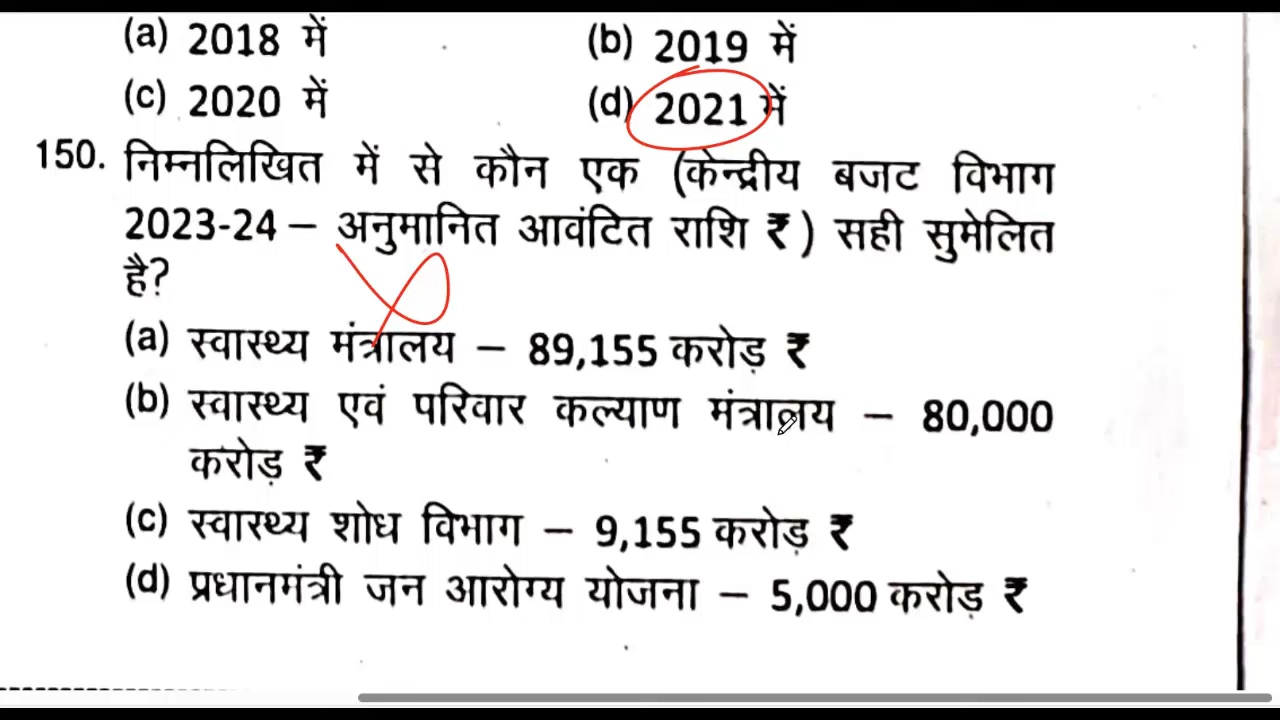 (a) 2018 में (b) 2019 में
(c) 2020 में (d) 2021 में
150. निम्नलिखित में से कौन एक (केन्द्रीय बजट विभाग
2023-24 – अनुमानित आवंटित राशि ₹) सही सुमेलित
है?
(a) स्वास्थ्य मंत्रालय – 89,155 करोड़ ₹
(b) स्वास्थ्य एवं परिवार कल्याण मंत्रालय – 80,000
करोड़ ₹
(c) स्वास्थ्य शोध विभाग – 9,155 करोड़ ₹
(d) प्रधानमंत्री जन आरोग्य योजना – 5,000 करोड़ ₹